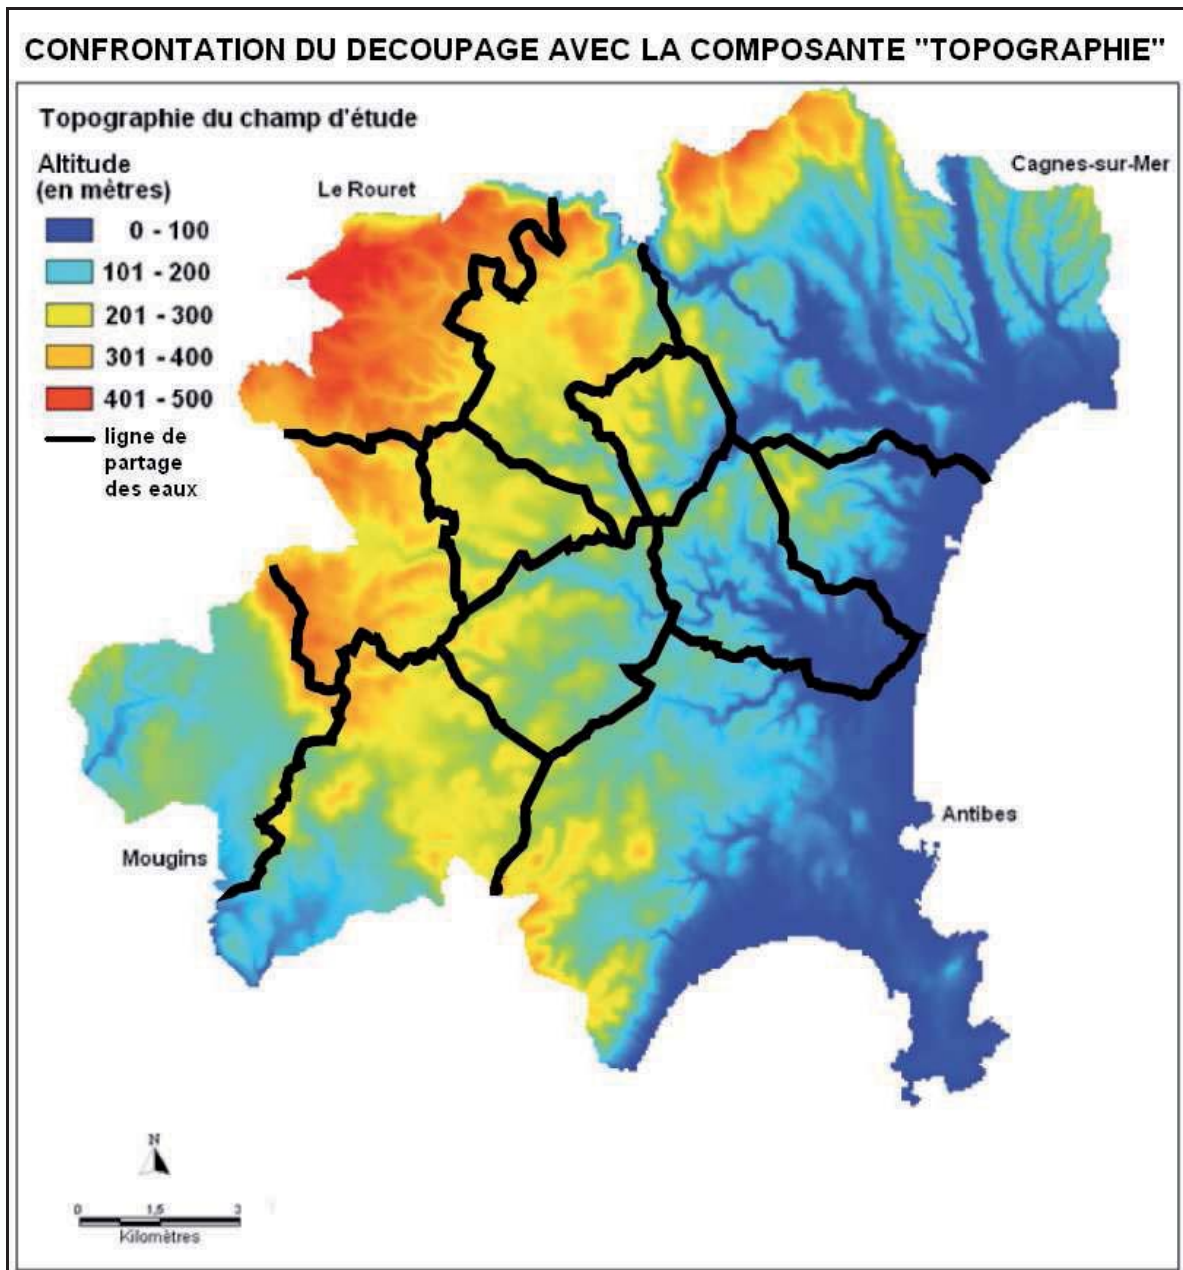 CONFRONTATION DU DECOUPAGE AVEC LA COMPOSANTE "TOPOGRAPHIE"
Topographie du champ d'étude
Altitude
(en mètres)
0 - 100
101 - 200
201 - 300
301 - 400
401 - 500
ligne de
partage
des eaux
Le Rouret
Cagnes-sur-Mer
Antibes
Mougins
N
0 1,5 3
Kilomètres